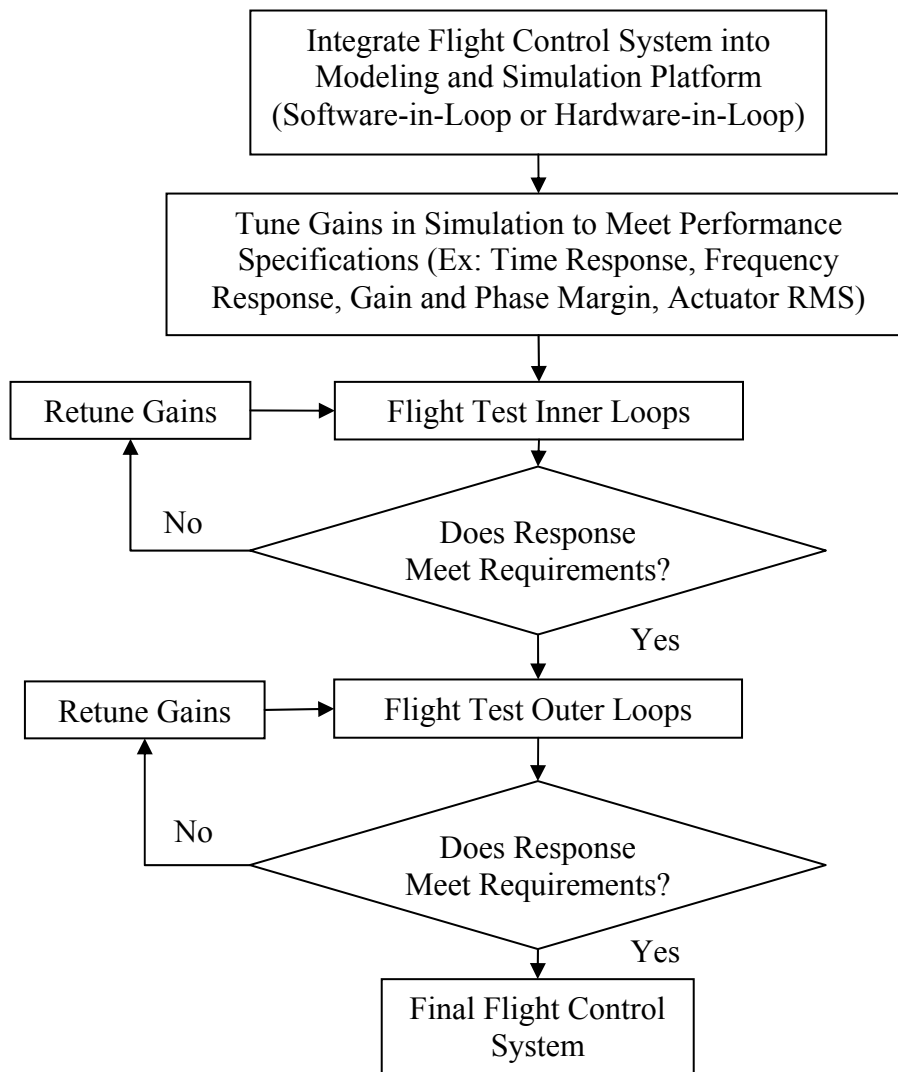 Integrate Flight Control System into
Modeling and Simulation Platform
(Software-in-Loop or Hardware-in-Loop)
Tune Gains in Simulation to Meet Performance
Specifications (Ex: Time Response, Frequency
Response, Gain and Phase Margin, Actuator RMS)
Retune Gains
Flight Test Inner Loops
No
Does Response
Meet Requirements?
Yes
Retune Gains
Flight Test Outer Loops
No
Does Response
Meet Requirements?
Yes
Final Flight Control
System